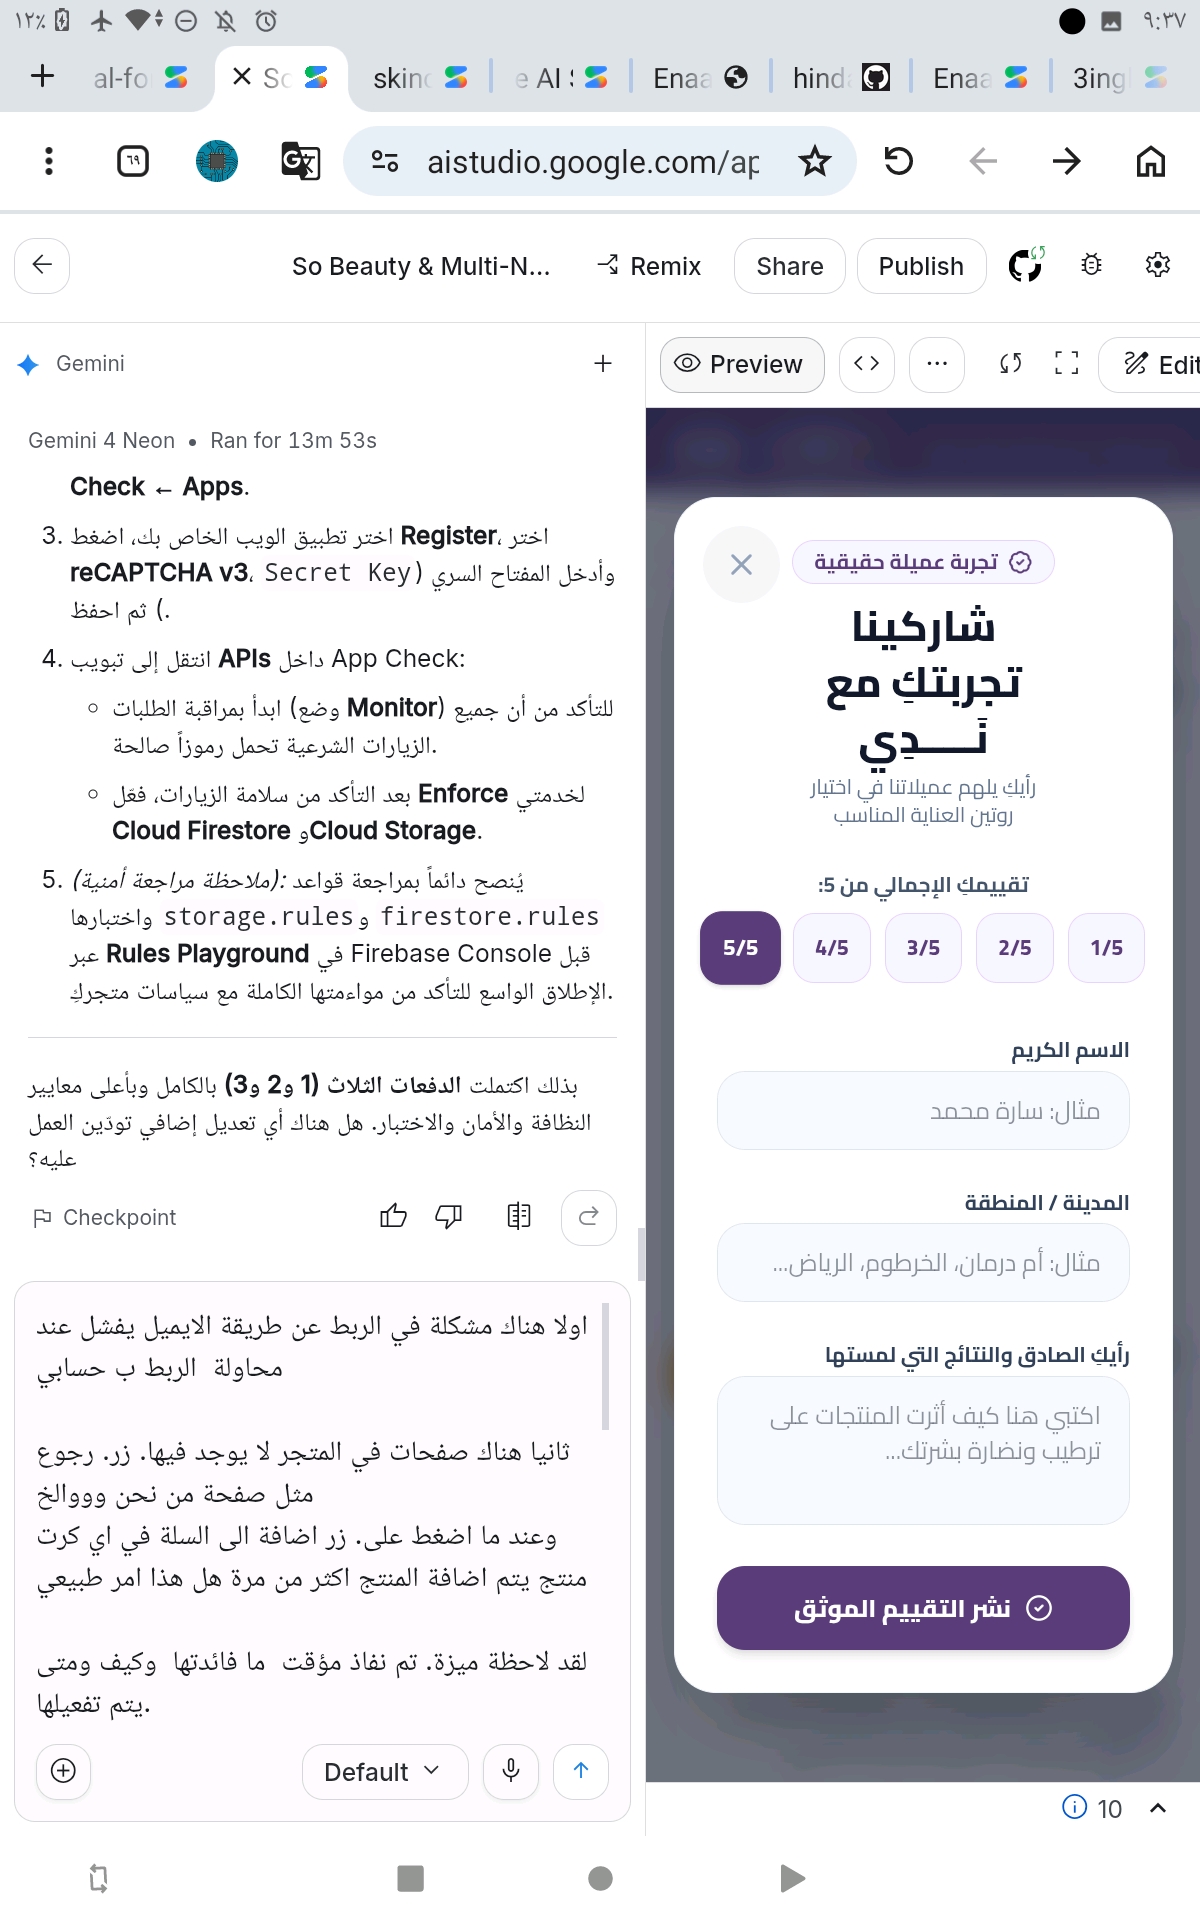 ١٢٪
٩:٣٧
al-fo
So
skinc
e AI S
Enaa
hinda
Enaa
3ingl
٦٩
aistudio.google.com/ap
So Beauty & Multi-N...
Remix
Share
Publish
Gemini
Gemini 4 Neon • Ran for 13m 53s
Check ← Apps.
3. اختر تطبيق الويب الخاص بك، اضغط Register، اختر
reCAPTCHA v3، وأدخل المفتاح السري (Secret Key
) ثم احفظ.
4. انتقل إلى تبويب APIs داخل App Check:
ابدأ بمراقبة الطلبات (وضع Monitor) للتأكد من أن جميع
الزيارات الشرعية تحمل رموزاً صالحة.
بعد التأكد من سلامة الزيارات، فعّل Enforce لخدمتي
Cloud Firestore وCloud Storage.
5. (ملاحظة مراجعة أمنية): يُنصح دائماً بمراجعة قواعد
firestore.rules و storage.rules واختبارها
عبر Rules Playground في Firebase Console قبل
الإطلاق الواسع للتأكد من مواءمتها الكاملة مع سياسات متجركِ.
بذلك اكتملت الدفعات الثلاث (1 و2 و3) بالكامل وبأعلى معايير
النظافة والأمان والاختبار. هل هناك أي تعديل إضافي تودّين العمل
عليه؟
Checkpoint
اولا هناك مشكلة في الربط عن طريقة الايميل يفشل عند
محاولة الربط ب حسابي
ثانيا هناك صفحات في المتجر لا يوجد فيها. زر. رجوع
مثل صفحة من نحن وووالخ
وعند ما اضغط على. زر اضافة الى السلة في اي كرت
منتج يتم اضافة المنتج اكثر من مرة هل هذا امر طبيعي
لقد لاحظة ميزة. تم نفاذ مؤقت ما فائدتها وكيف ومتى
يتم تفعيلها.
Default
Preview
Edit
تجربة عميلة حقيقية
شاركينا
تجربتكِ مع
نَـــدِي
رأيكِ يلهم عميلاتنا في اختيار
روتين العناية المناسب
تقييمكِ الإجمالي من 5:
5/5
4/5
3/5
2/5
1/5
الاسم الكريم
مثال: سارة محمد
المدينة / المنطقة
مثال: أم درمان، الخرطوم، الرياض...
رأيكِ الصادق والنتائج التي لمستها
اكتبي هنا كيف أثرت المنتجات على
ترطيب ونضارة بشرتك...
نشر التقييم الموثق
10